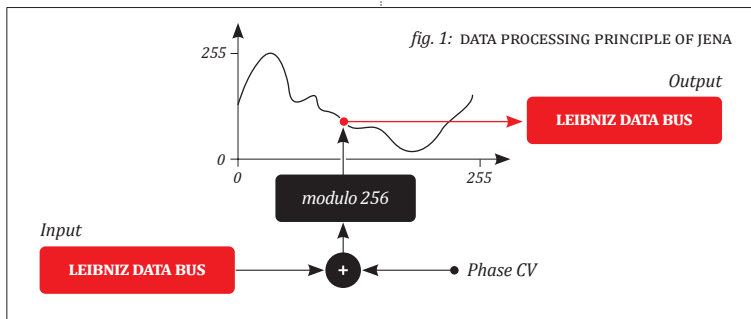 fig. 1: DATA PROCESSING PRINCIPLE OF JENA
255
Output
LEIBNIZ DATA BUS
0
0
255
modulo 256
Input
LEIBNIZ DATA BUS
+
Phase CV